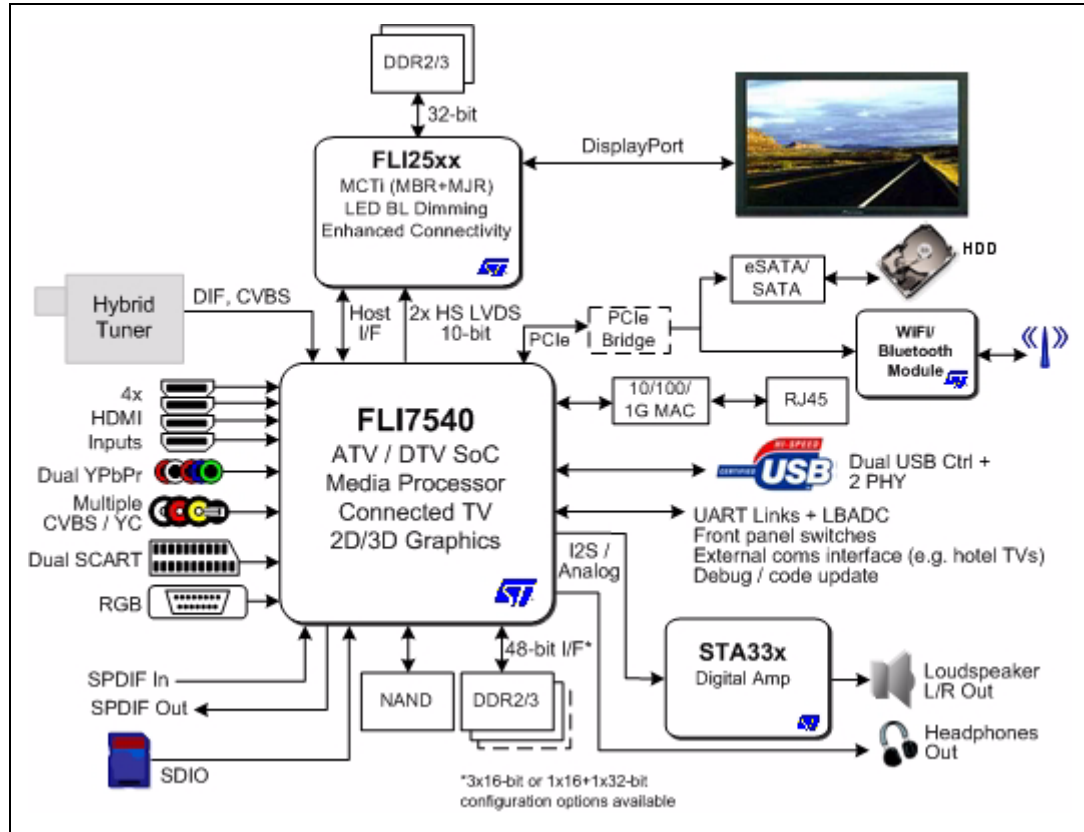 DDR2/3
32-bit
FLI25xx
MCTi (MBR+MJR)
LED BL Dimming
Enhanced Connectivity
DisplayPort
HDD
eSATA/
SATA
Hybrid
Tuner
DIF, CVBS
Host
I/F
2x HS LVDS
10-bit
PCIe
PCIe
Bridge
WIFI/
Bluetooth
Module
4x
HDMI
Inputs
Dual YPbPr
Multiple
CVBS / YC
Dual SCART
RGB
FLI7540
ATV / DTV SoC
Media Processor
Connected TV
2D/3D Graphics
10/100/
1G MAC
RJ45
HI-SPEED
CERTIFIED
USB
Dual USB Ctrl +
2 PHY
UART Links + LBADC
Front panel switches
External coms interface (e.g. hotel TVs)
Debug / code update
I2S /
Analog
48-bit I/F*
STA33x
Digital Amp
Loudspeaker
L/R Out
Headphones
Out
SPDIF In
SPDIF Out
NAND
DDR2/3
SDIO
*3x16-bit or 1x16+1x32-bit
configuration options available